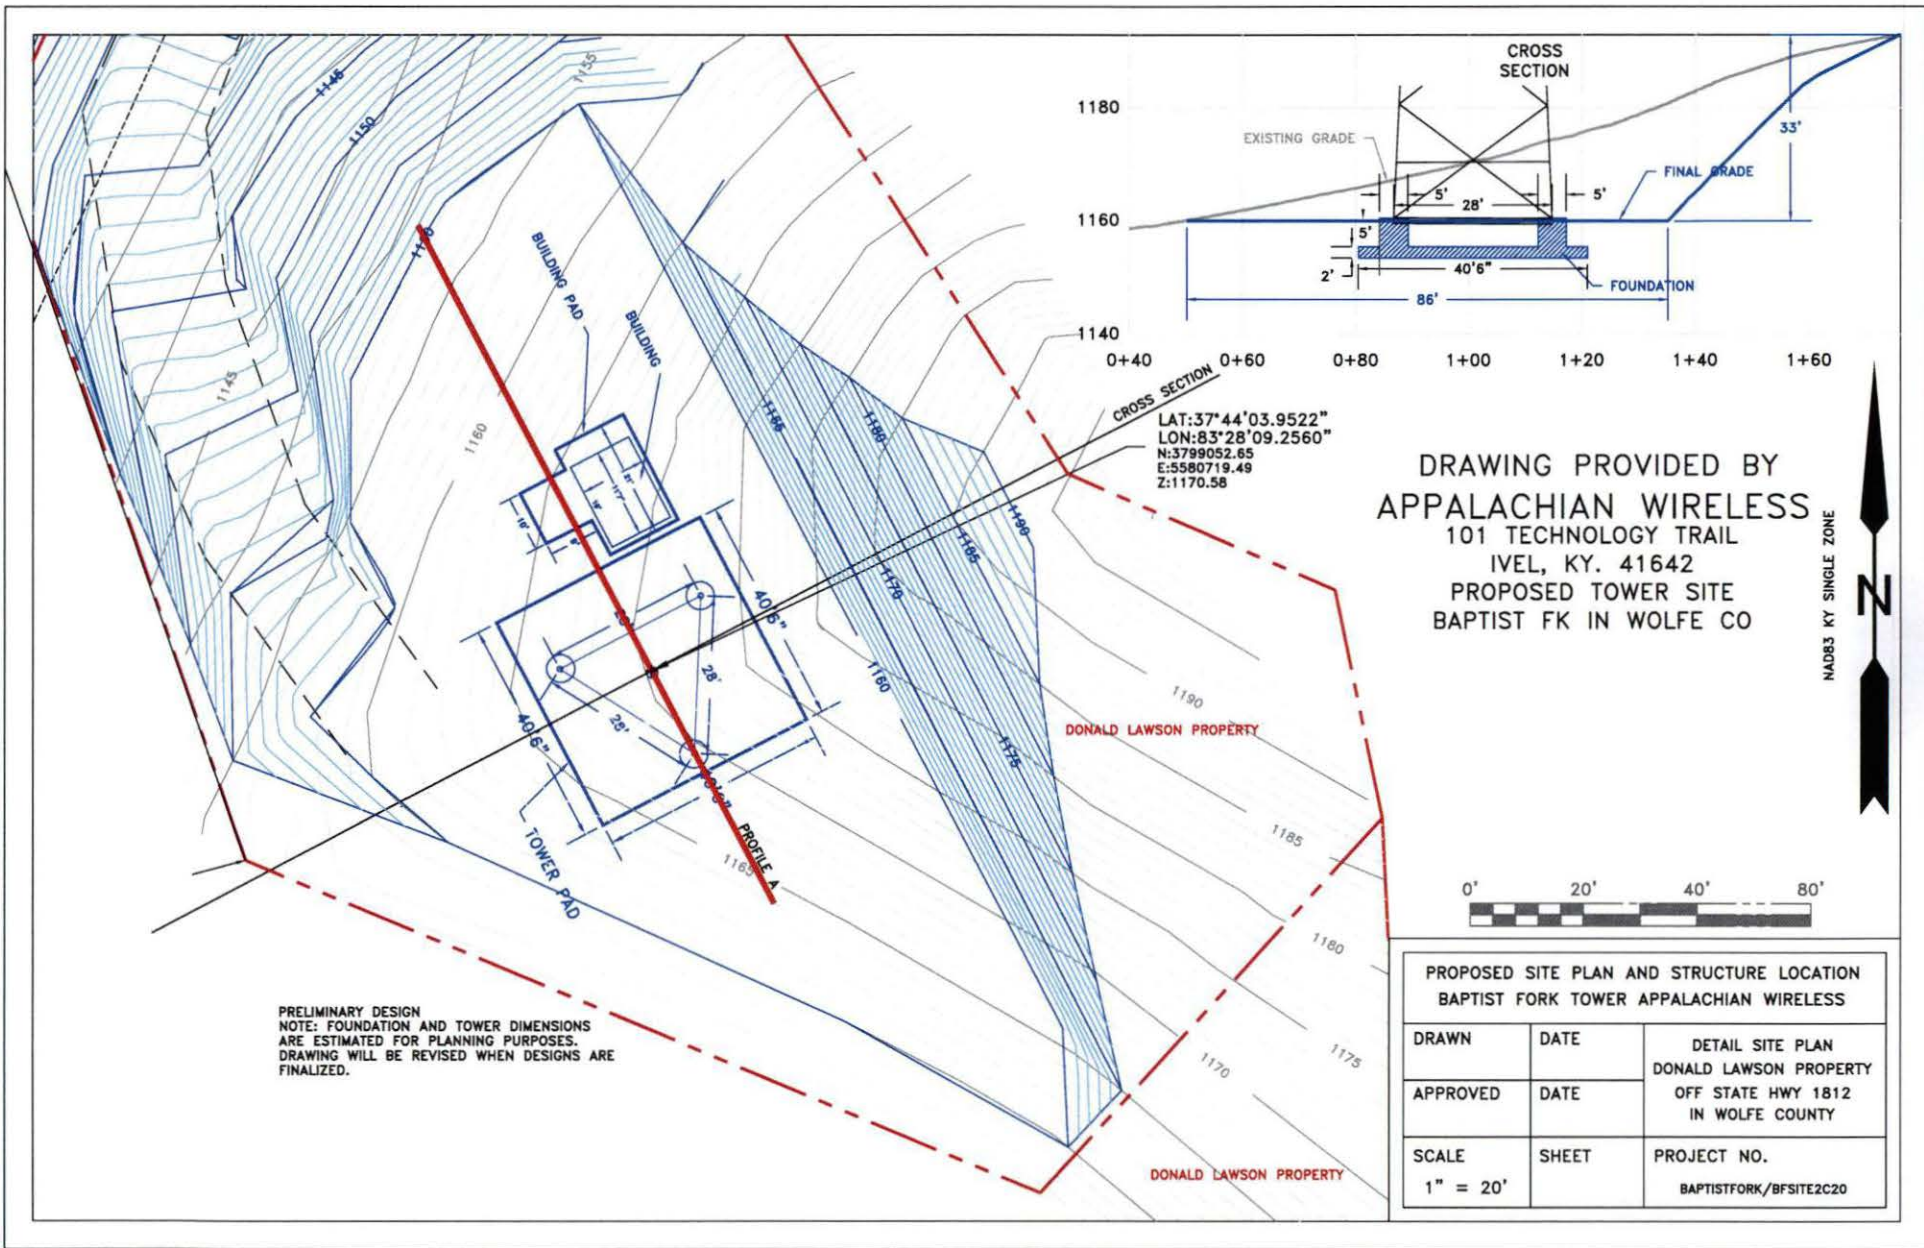 CROSS
SECTION
1180
1160
1140
EXISTING GRADE
FINAL GRADE
33'
5'
28'
5'
5'
2'
40'6"
FOUNDATION
86'
0+40
0+60
0+80
1+00
1+20
1+40
1+60
1145
1150
1155
1145
1160
BUILDING PAD
BUILDING
21'
10'
1165
1180
1190
1185
1170
1160
1175
CROSS SECTION
LAT:37°44'03.9522"
LON:83°28'09.2560"
N:3799052.65
E:5580719.49
Z:1170.58
40'6"
28'
28'
40'6"
TOWER PAD
PROFILE A
1165
1190
1185
1180
1175
1170
DONALD LAWSON PROPERTY
DONALD LAWSON PROPERTY
DRAWING PROVIDED BY
APPALACHIAN WIRELESS
101 TECHNOLOGY TRAIL
IVEL, KY. 41642
PROPOSED TOWER SITE
BAPTIST FK IN WOLFE CO
NAD83 KY SINGLE ZONE
N
0'
20'
40'
80'
PRELIMINARY DESIGN
NOTE: FOUNDATION AND TOWER DIMENSIONS
ARE ESTIMATED FOR PLANNING PURPOSES.
DRAWING WILL BE REVISED WHEN DESIGNS ARE
FINALIZED.
PROPOSED SITE PLAN AND STRUCTURE LOCATION
BAPTIST FORK TOWER APPALACHIAN WIRELESS
DRAWN
DATE
DETAIL SITE PLAN
DONALD LAWSON PROPERTY
OFF STATE HWY 1812
IN WOLFE COUNTY
APPROVED
DATE
SCALE
1" = 20'
SHEET
PROJECT NO.
BAPTISTFORK/BFSITE2C20